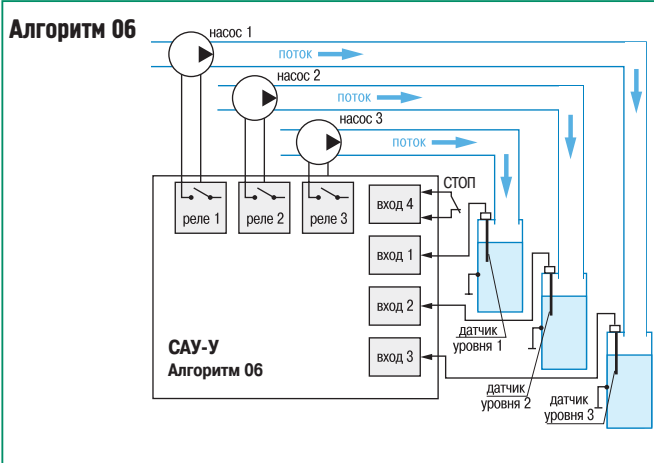 Алгоритм 06
насос 1
поток
насос 2
поток
насос 3
поток
СТОП
реле 1
реле 2
реле 3
вход 4
вход 1
вход 2
вход 3
САУ-У
Алгоритм 06
датчик
уровня 1
датчик
уровня 2
датчик
уровня 3